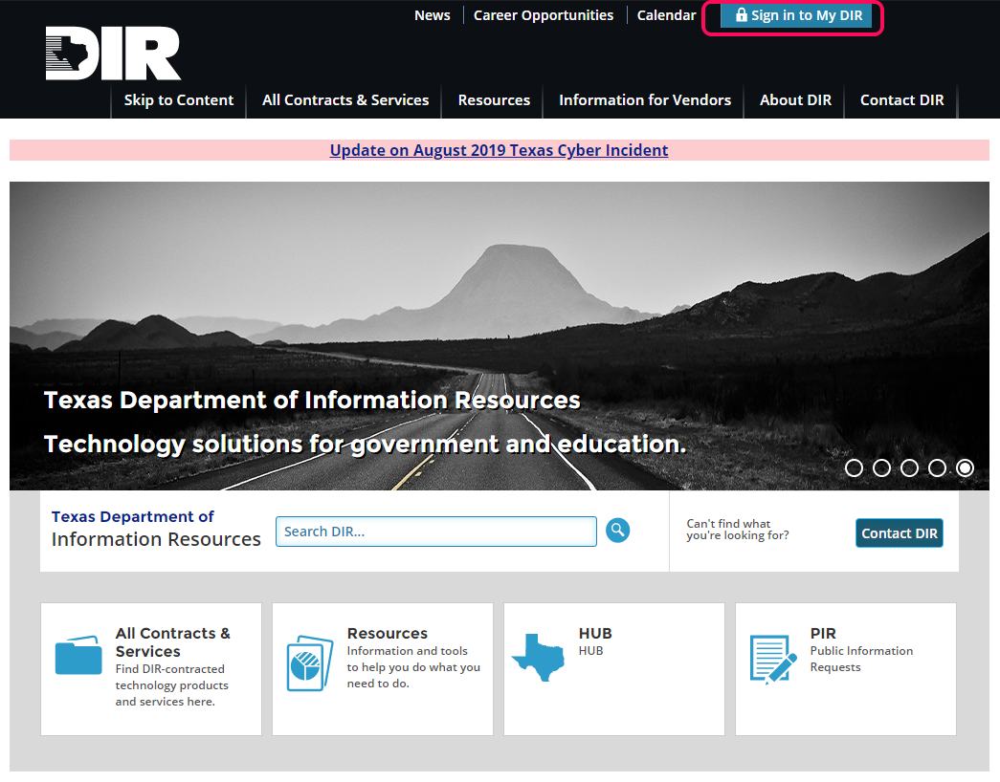 News
Career Opportunities
Calendar
Sign in to My DIR
DIR
Skip to Content
All Contracts & Services
Resources
Information for Vendors
About DIR
Contact DIR
Update on August 2019 Texas Cyber Incident
Texas Department of Information Resources
Technology solutions for government and education.
Texas Department of
Information Resources
Search DIR...
Can't find what
you're looking for?
Contact DIR
All Contracts &
Services
Find DIR-contracted
technology products
and services here.
Resources
Information and tools
to help you do what you
need to do.
HUB
HUB
PIR
Public Information
Requests